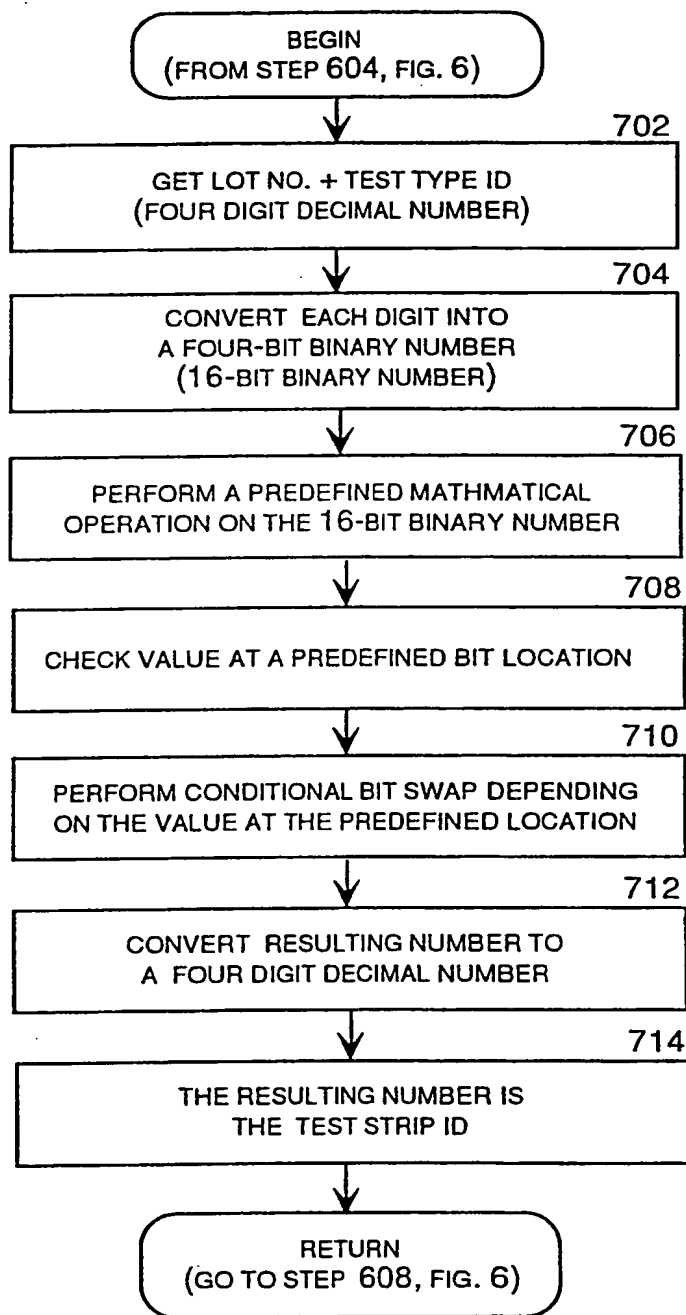 BEGIN
(FROM STEP 604, FIG. 6)
702
GET LOT NO. + TEST TYPE ID
(FOUR DIGIT DECIMAL NUMBER)
704
CONVERT EACH DIGIT INTO
A FOUR-BIT BINARY NUMBER
(16-BIT BINARY NUMBER)
706
PERFORM A PREDEFINED MATHMATICAL
OPERATION ON THE 16-BIT BINARY NUMBER
708
CHECK VALUE AT A PREDEFINED BIT LOCATION
710
PERFORM CONDITIONAL BIT SWAP DEPENDING
ON THE VALUE AT THE PREDEFINED LOCATION
712
CONVERT RESULTING NUMBER TO
A FOUR DIGIT DECIMAL NUMBER
714
THE RESULTING NUMBER IS
THE TEST STRIP ID
RETURN
(GO TO STEP 608, FIG. 6)